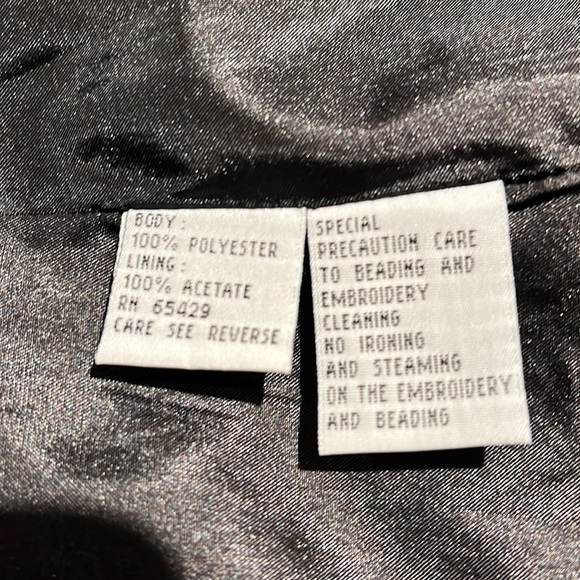 BODY:
100% POLYESTER
LINING:
100% ACETATE
RN 65429
CARE SEE REVERSE
SPECIAL
PRECAUTION CARE
TO BEADING AND
EMBROIDERY
CLEANING
NO IRONING
AND STEAMING
ON THE EMBROIDERY
AND BEADING